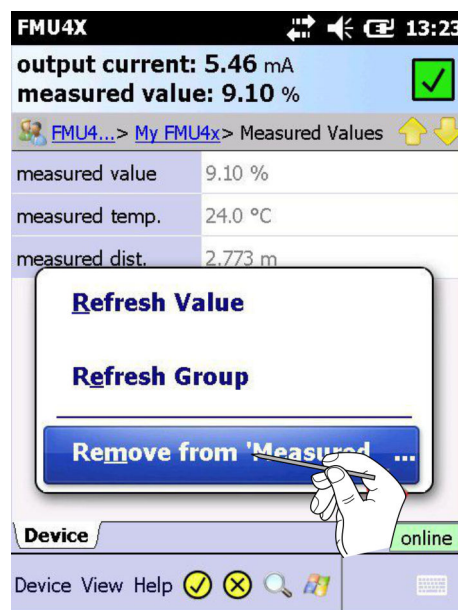 FMU4X 13:23
output current: 5.46 mA
measured value: 9.10 %
FMU4...> My FMU4x> Measured Values
measured value 9.10 %
measured temp. 24.0 °C
measured dist. 2.773 m
Refresh Value
Refresh Group
Remove from 'Measured ...
Device online
Device View Help